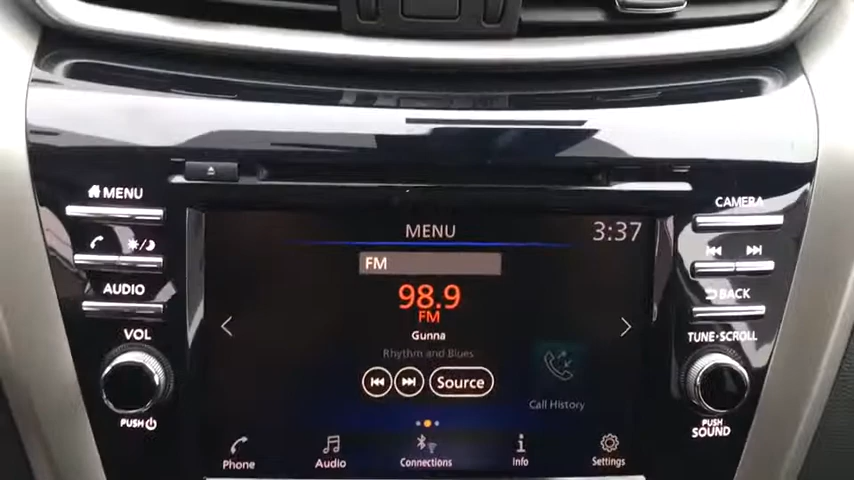 MENU
CAMERA
MENU 3:37
FM
98.9
FM
Gunna
Rhythm and Blues
Source
Call History
Phone Audio Connections Info Settings
AUDIO
BACK
VOL
TUNE·SCROLL
PUSH
PUSH
SOUND